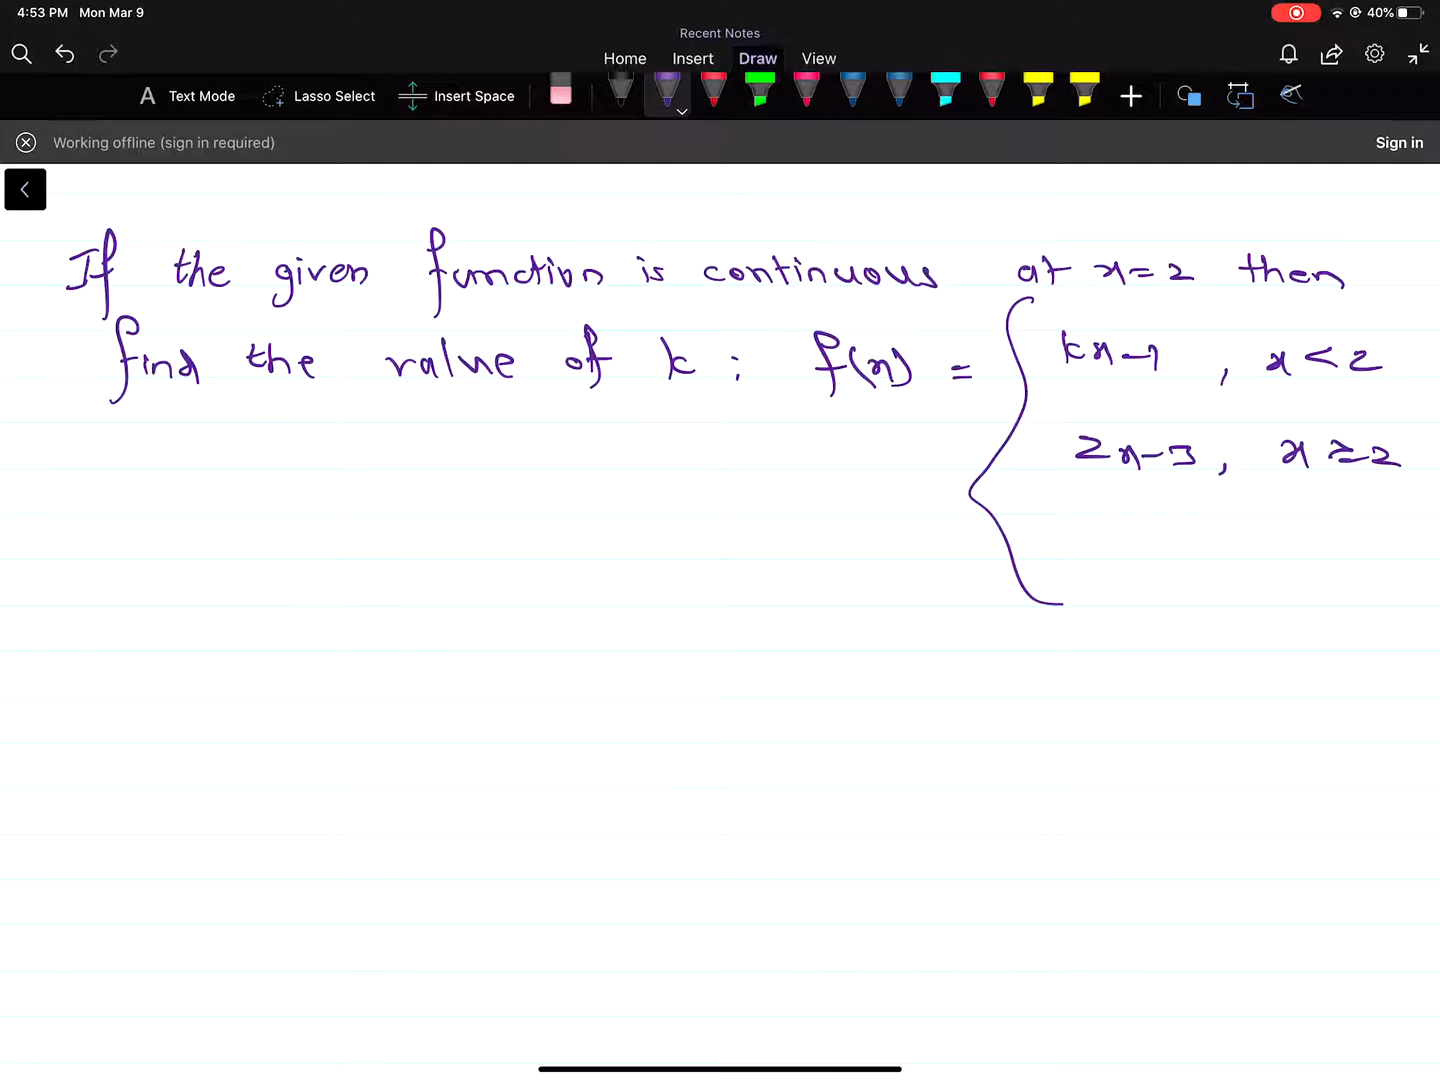 4:53 PM Mon Mar 9 40%
Recent Notes
Home Insert Draw View
A Text Mode Lasso Select Insert Space
Working offline (sign in required) Sign in
If the given function is continuous at x=2 then
find the value of k : f(x) = { kx-1 , x<2
2x-3, x≥2